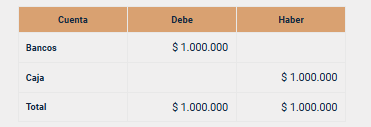 Cuenta Debe Haber
Bancos $ 1.000.000
Caja $ 1.000.000
Total $ 1.000.000 $ 1.000.000